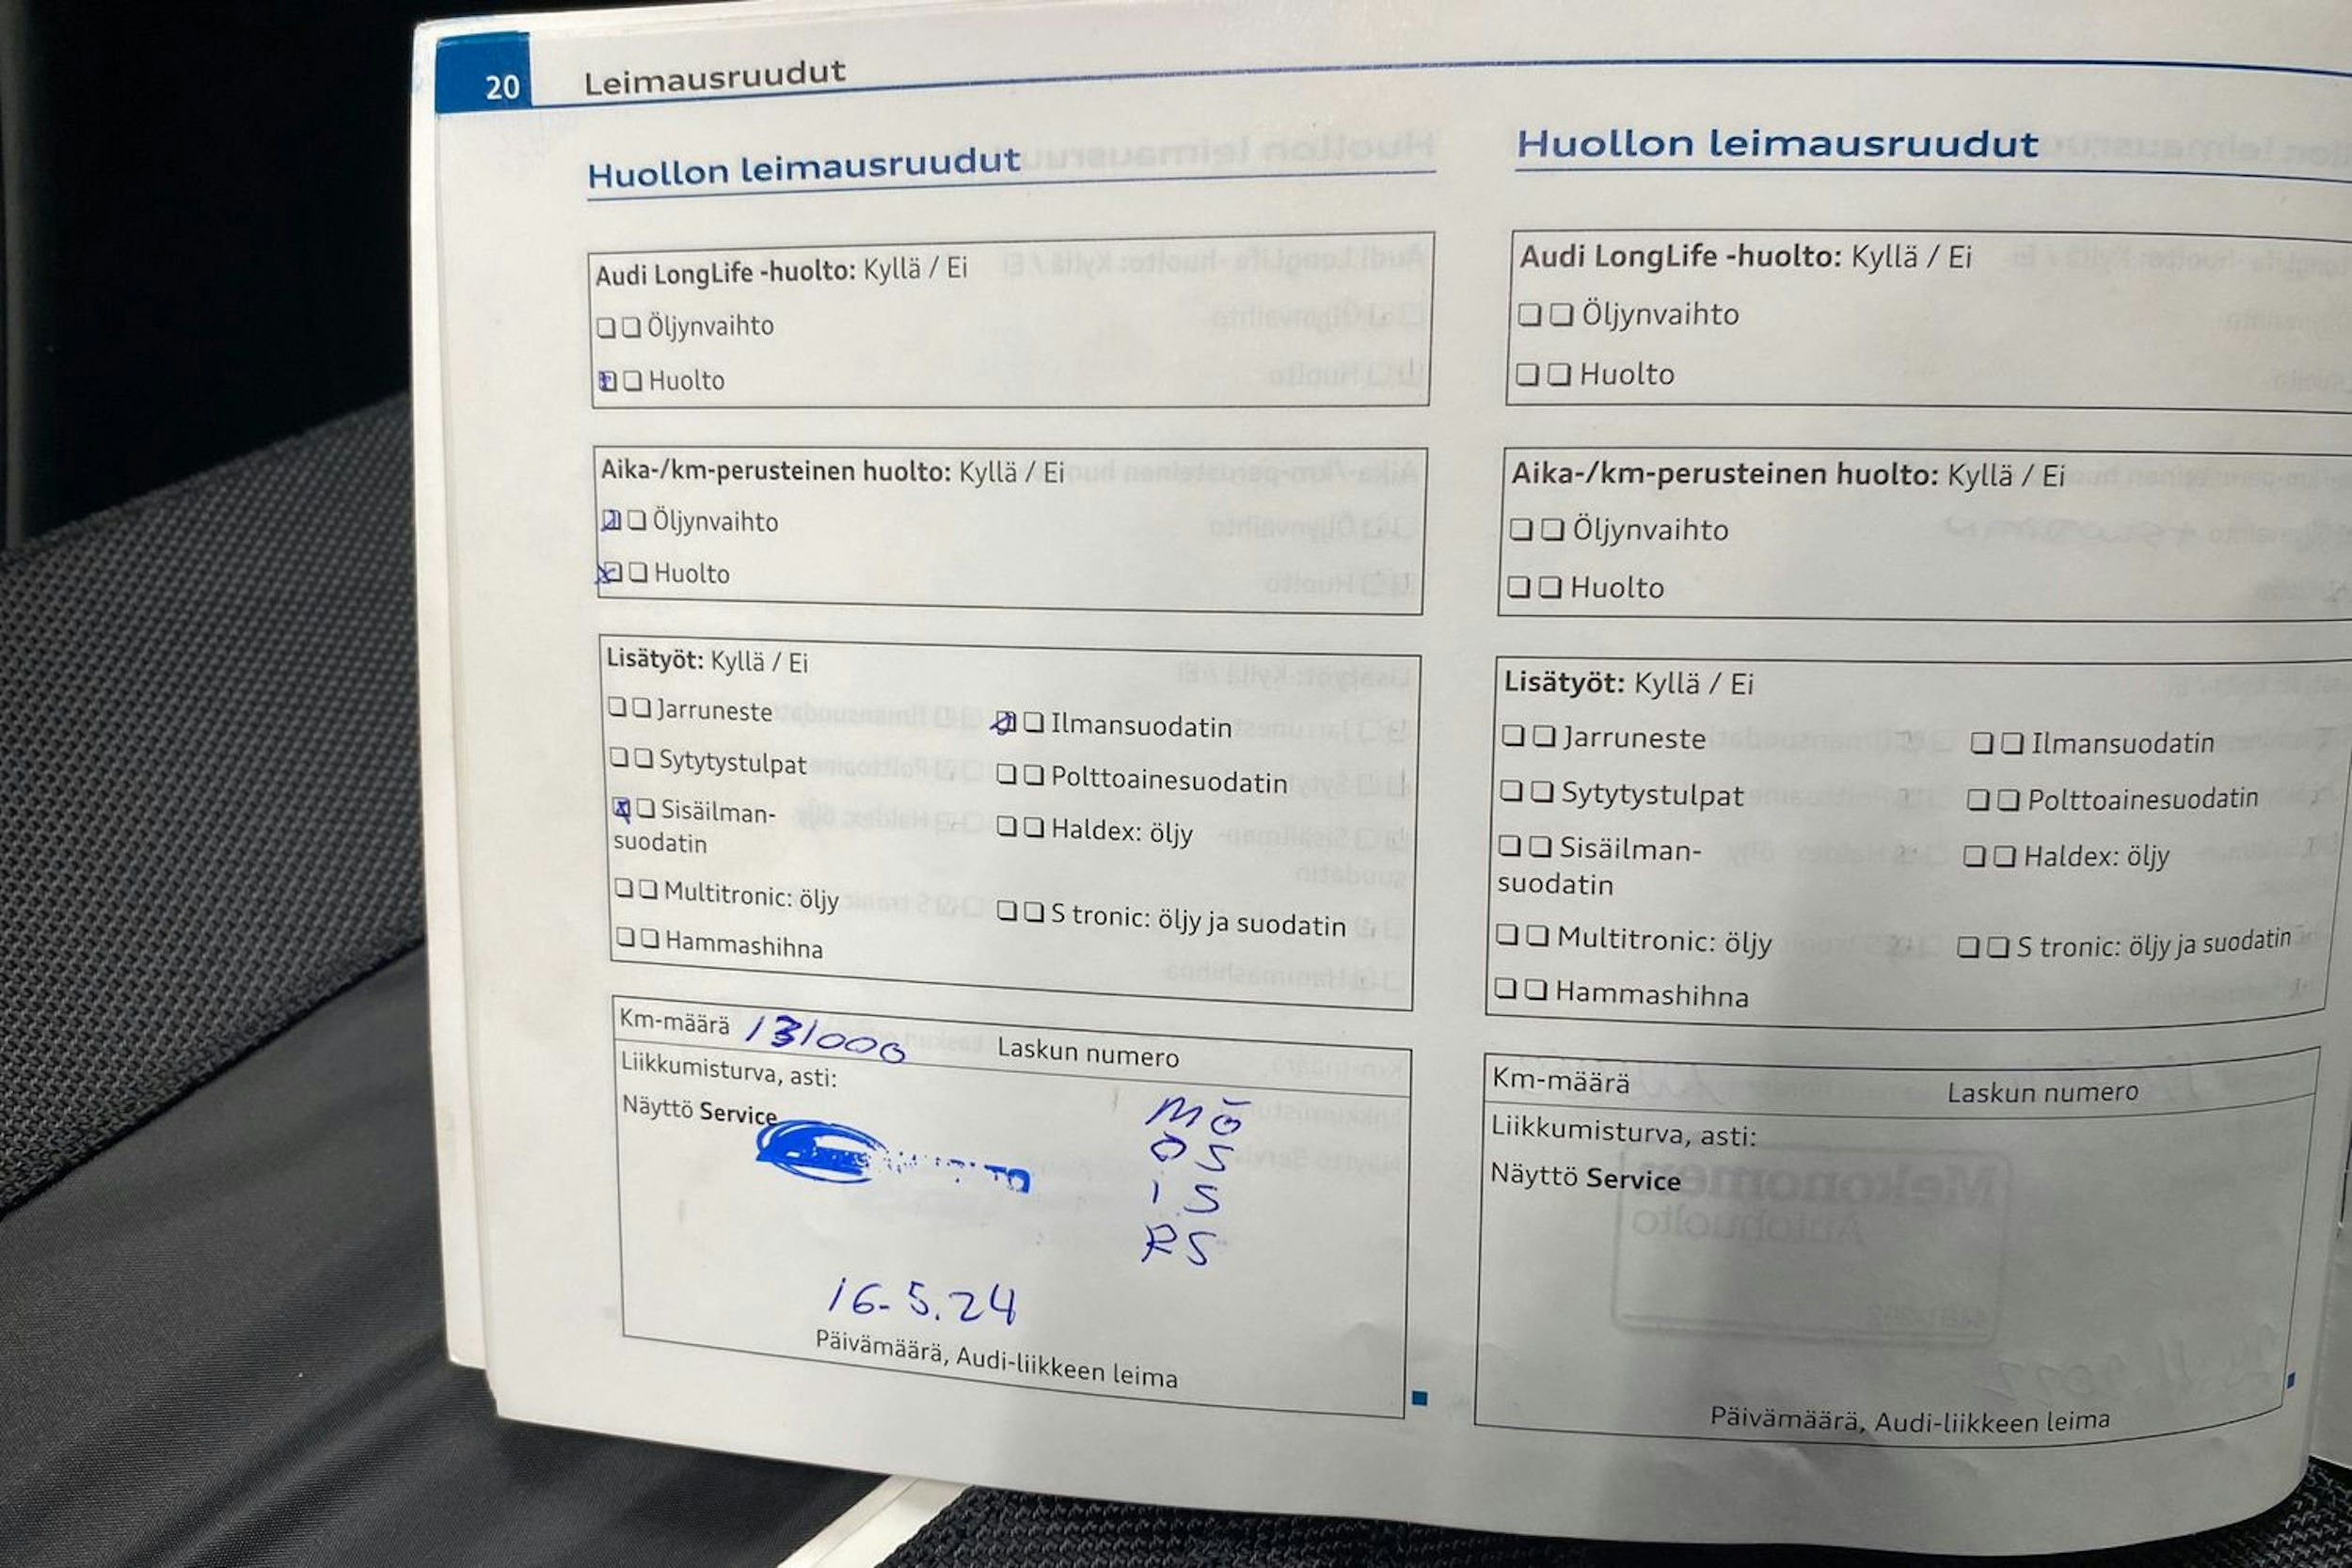 20 Leimausruudut
Huollon leimausruudut
Audi LongLife -huolto: Kyllä / Ei
Öljynvaihto
Huolto
Aika-/km-perusteinen huolto: Kyllä / Ei
Öljynvaihto
Huolto
Lisätyöt: Kyllä / Ei
Jarruneste
Ilmansuodatin
Sytytystulpat
Polttoainesuodatin
Sisäilman-
suodatin
Haldex: öljy
Multitronic: öljy
S tronic: öljy ja suodatin
Hammashihna
Km-määrä 131000 Laskun numero
Liikkumisturva, asti:
Näyttö Service
MÖ
ÖS
IS
RS
16.5.24
Päivämäärä, Audi-liikkeen leima
Huollon leimausruudut
Audi LongLife -huolto: Kyllä / Ei
Öljynvaihto
Huolto
Aika-/km-perusteinen huolto: Kyllä / Ei
Öljynvaihto
Huolto
Lisätyöt: Kyllä / Ei
Jarruneste
Ilmansuodatin
Sytytystulpat
Polttoainesuodatin
Sisäilman-
suodatin
Haldex: öljy
Multitronic: öljy
S tronic: öljy ja suodatin
Hammashihna
Km-määrä Laskun numero
Liikkumisturva, asti:
Näyttö Service
Päivämäärä, Audi-liikkeen leima